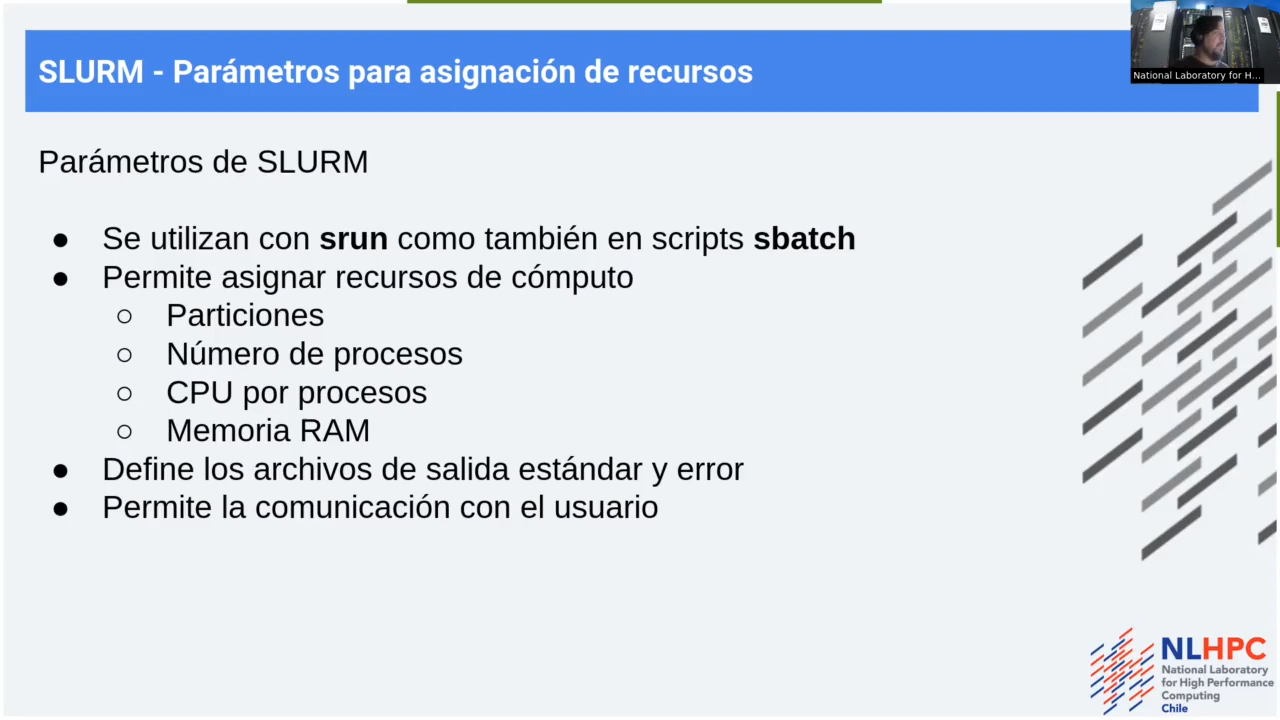 SLURM - Parámetros para asignación de recursos
National Laboratory for H...
Parámetros de SLURM
● Se utilizan con srun como también en scripts sbatch
● Permite asignar recursos de cómputo
○ Particiones
○ Número de procesos
○ CPU por procesos
○ Memoria RAM
● Define los archivos de salida estándar y error
● Permite la comunicación con el usuario
NLHPC
National Laboratory
for High Performance
Computing
Chile